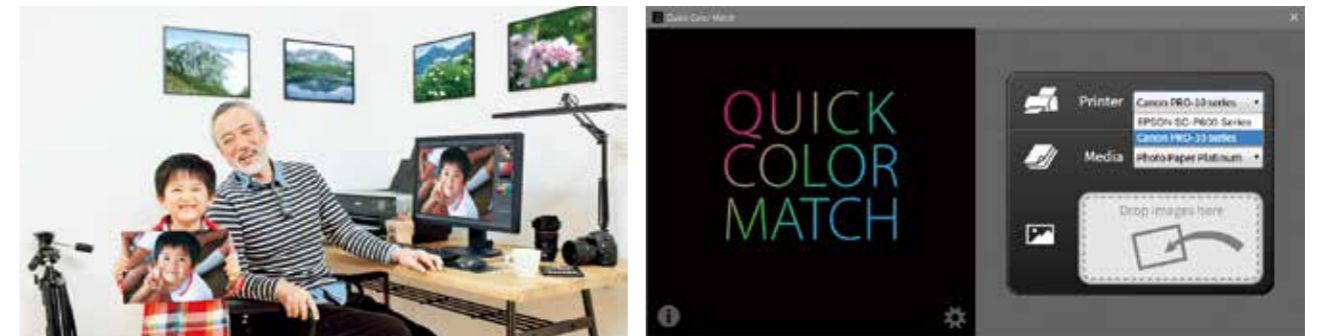 Quick Color Match
QUICK
COLOR
MATCH
Printer
Canon PRO-10 series
EPSON SC-P600 Series
Canon PRO-10 series
Media
Photo Paper Platinum
Drop images here